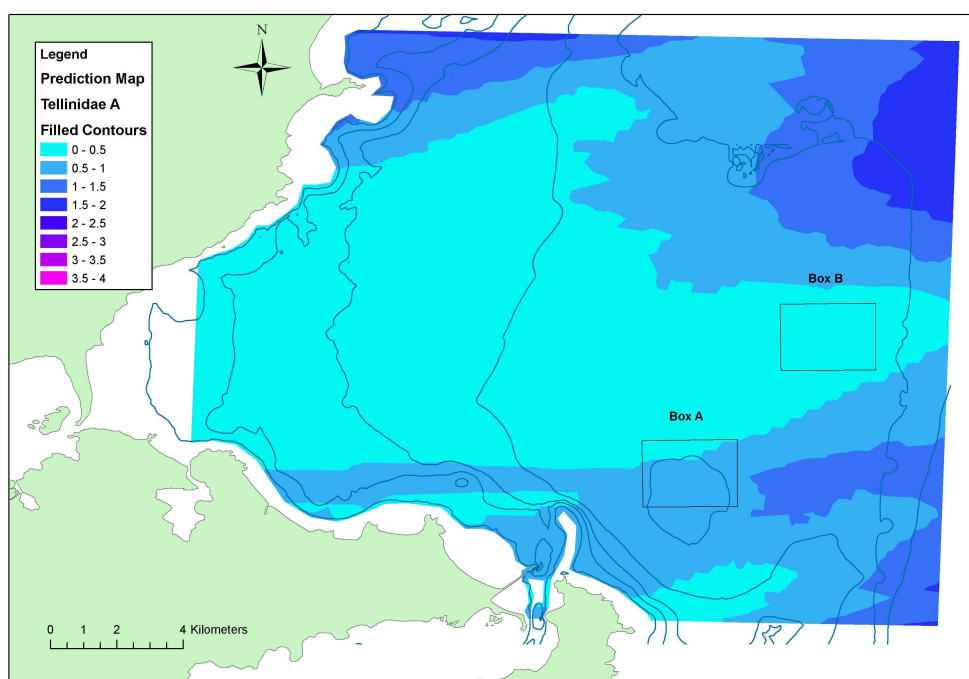 N
Legend
Prediction Map
Tellinidae A
Filled Contours
0 - 0.5
0.5 - 1
1 - 1.5
1.5 - 2
2 - 2.5
2.5 - 3
3 - 3.5
3.5 - 4
Box B
Box A
0 1 2 4 Kilometers